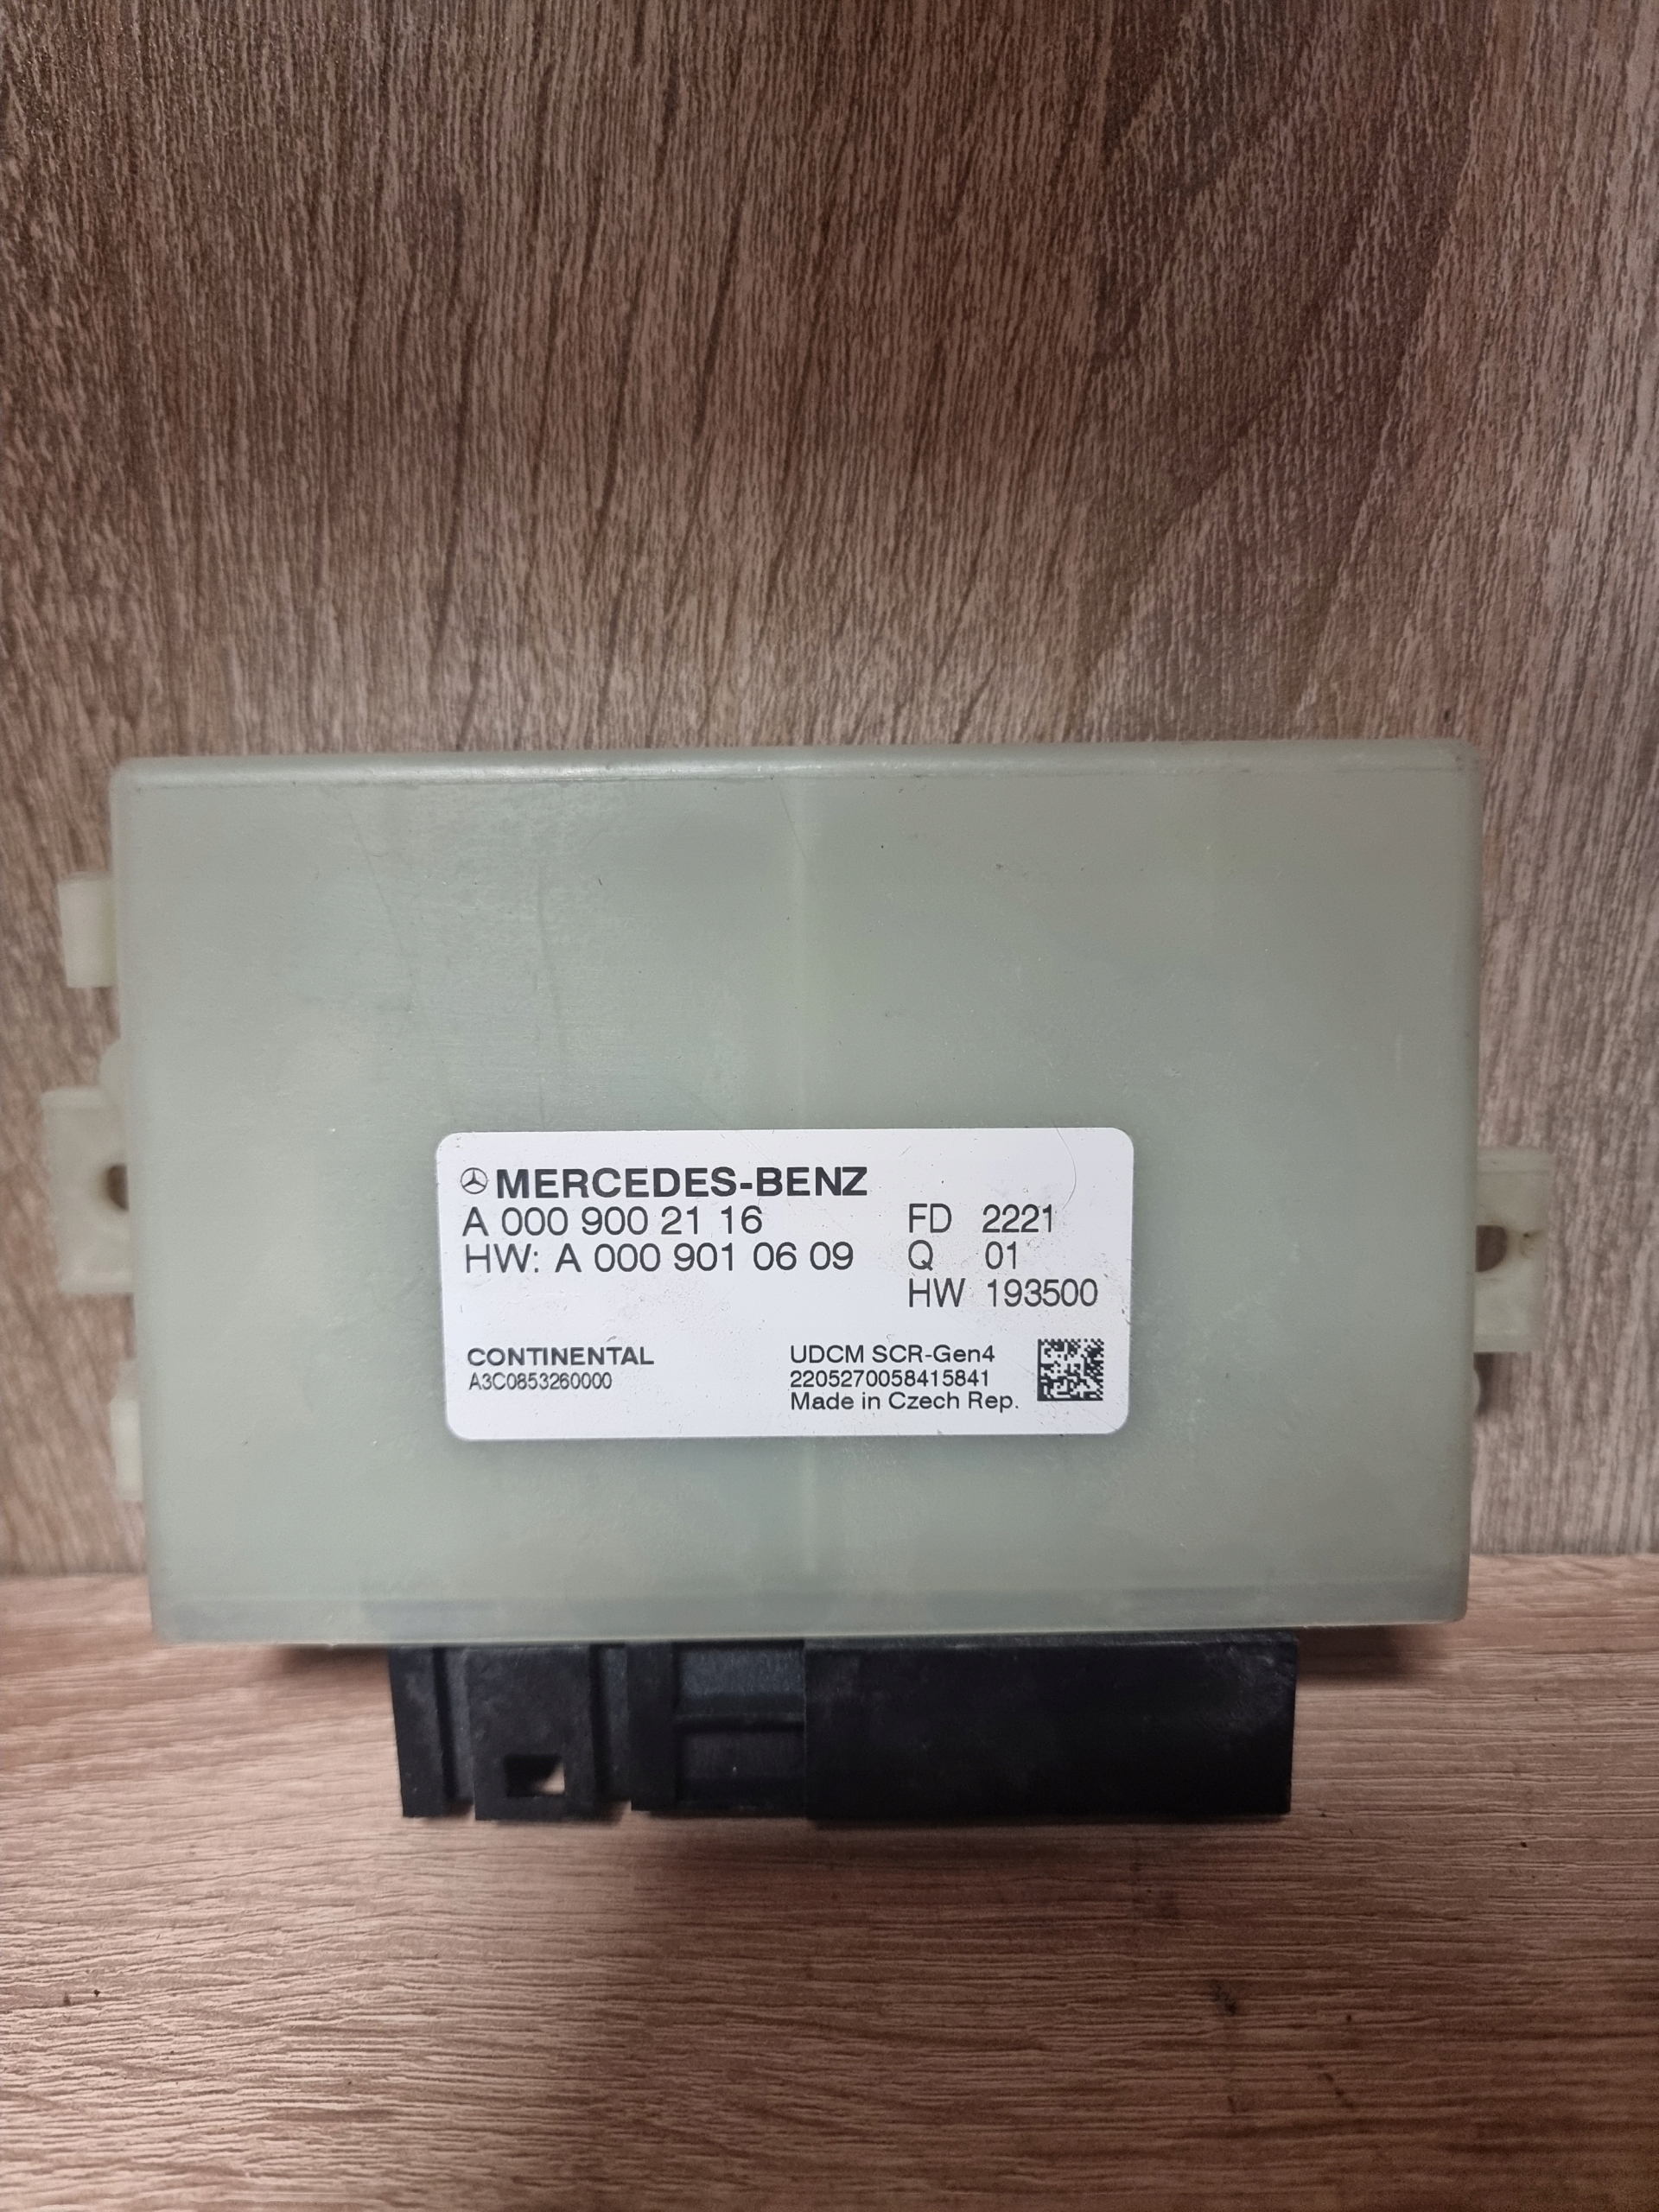 MERCEDES-BENZ
A 000 900 21 16
HW: A 000 901 06 09
FD 2221
Q 01
HW 193500
CONTINENTAL
A3C0853260000
UDCM SCR-Gen4
2205270058415841
Made in Czech Rep.